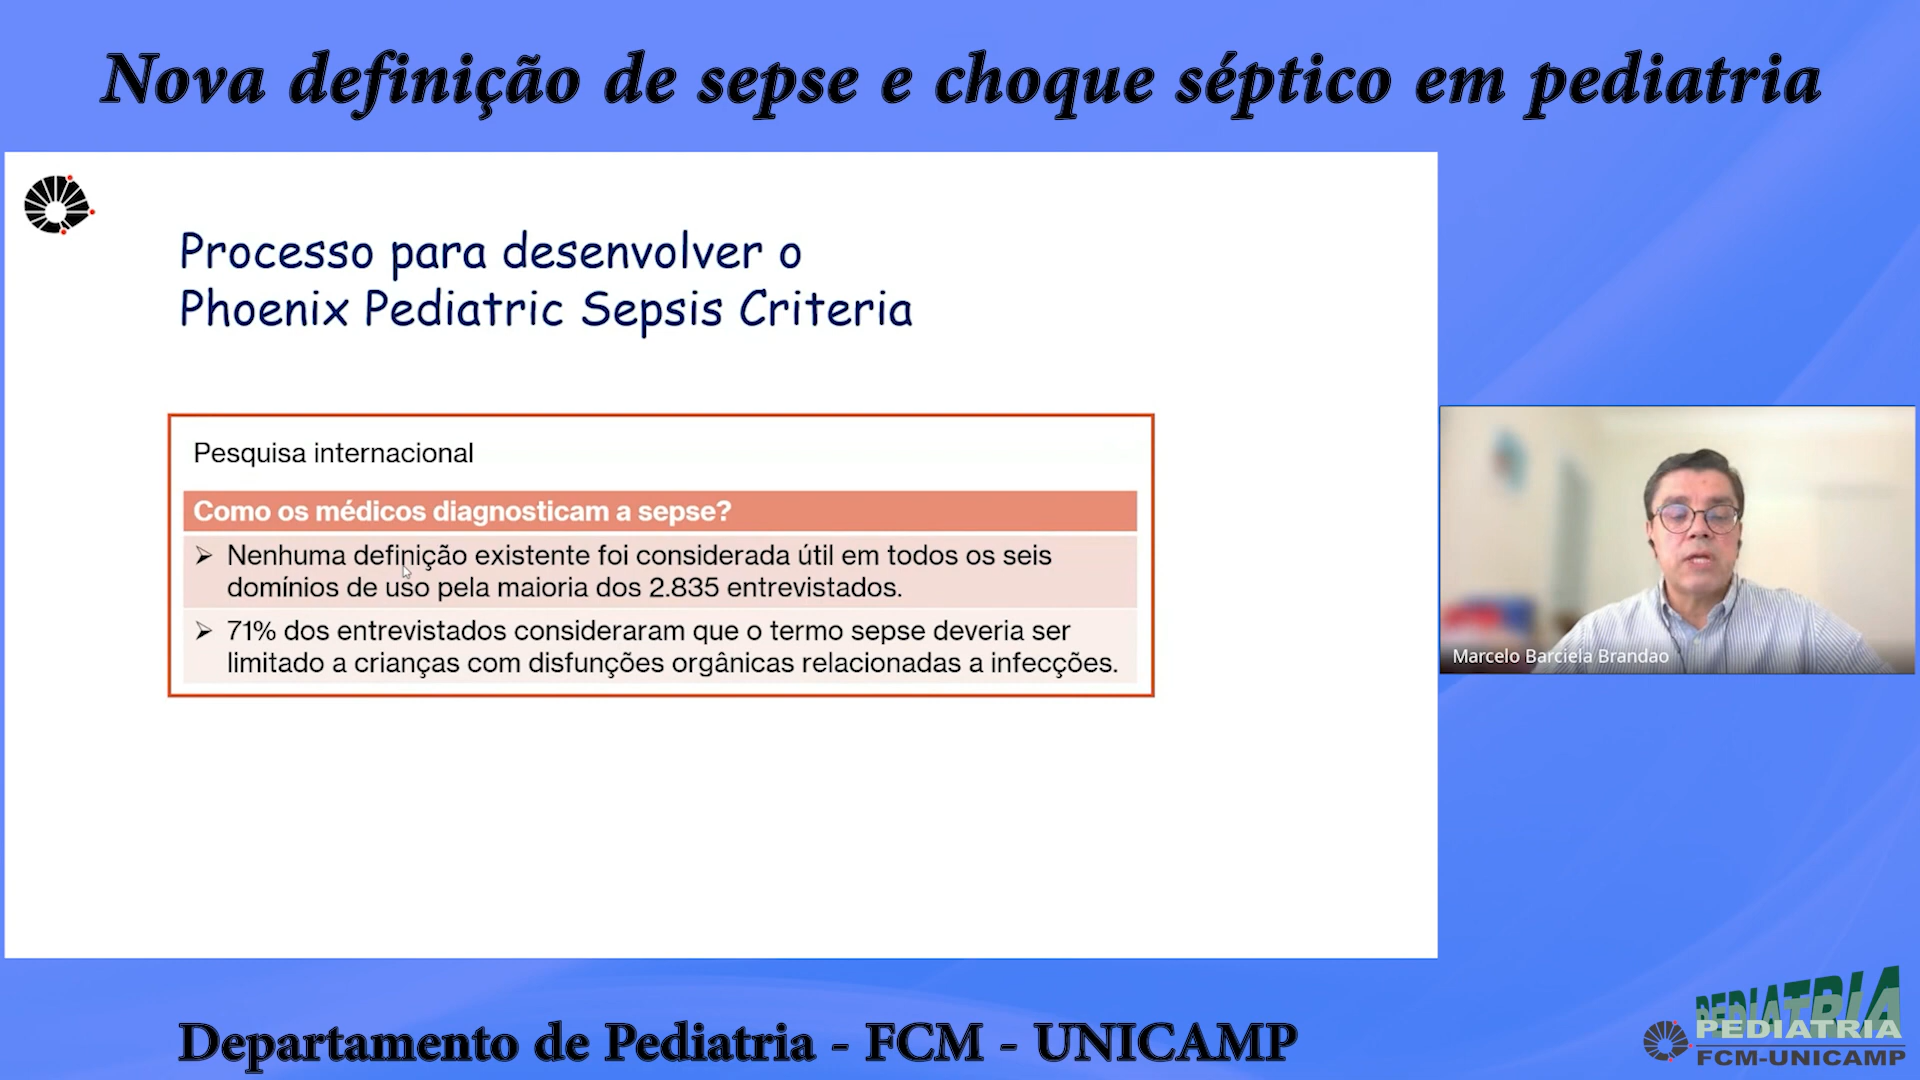 Nova definição de sepse e choque séptico em pediatria
Processo para desenvolver o
Phoenix Pediatric Sepsis Criteria
Pesquisa internacional
Como os médicos diagnosticam a sepse?
Nenhuma definição existente foi considerada útil em todos os seis
domínios de uso pela maioria dos 2.835 entrevistados.
71% dos entrevistados consideraram que o termo sepse deveria ser
limitado a crianças com disfunções orgânicas relacionadas a infecções.
Marcelo Barciela Brandao
Departamento de Pediatria - FCM - UNICAMP
PEDIATRIA
PEDIATRIA
FCM-UNICAMP